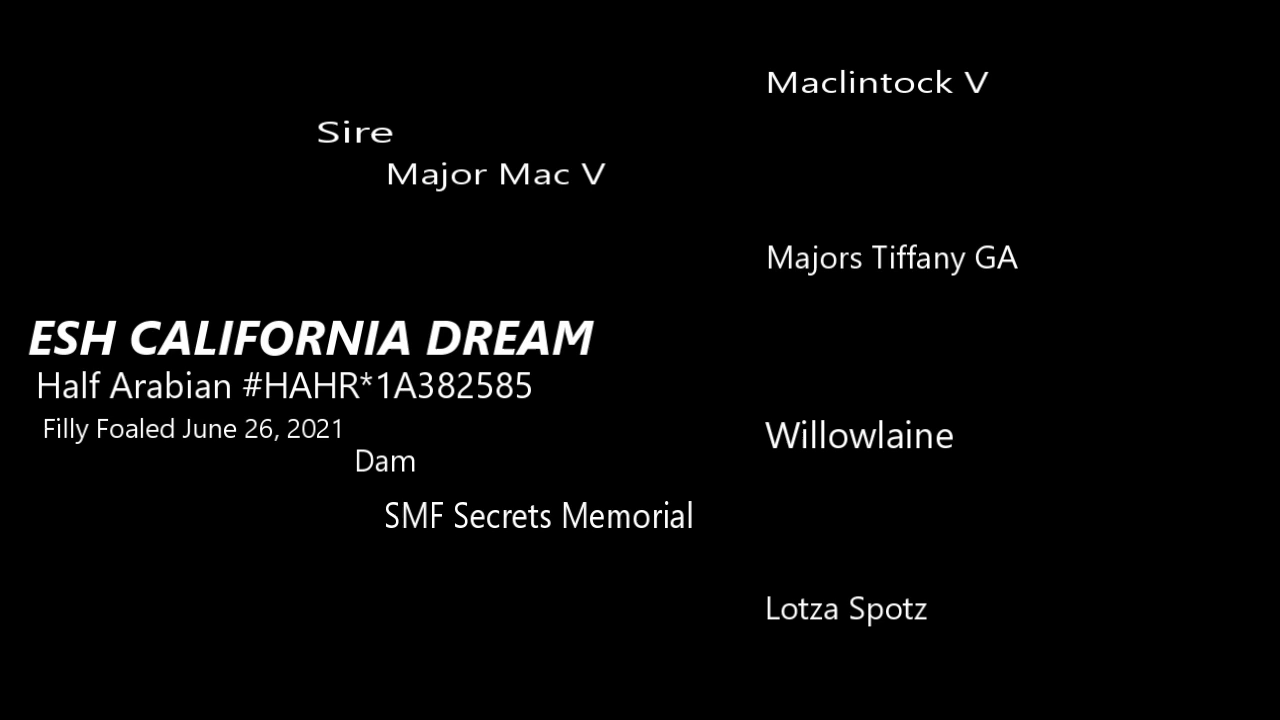 Maclintock V
Sire
Major Mac V
Majors Tiffany GA
ESH CALIFORNIA DREAM
Half Arabian #HAHR*1A382585
Filly Foaled June 26, 2021
Willowlaine
Dam
SMF Secrets Memorial
Lotza Spotz